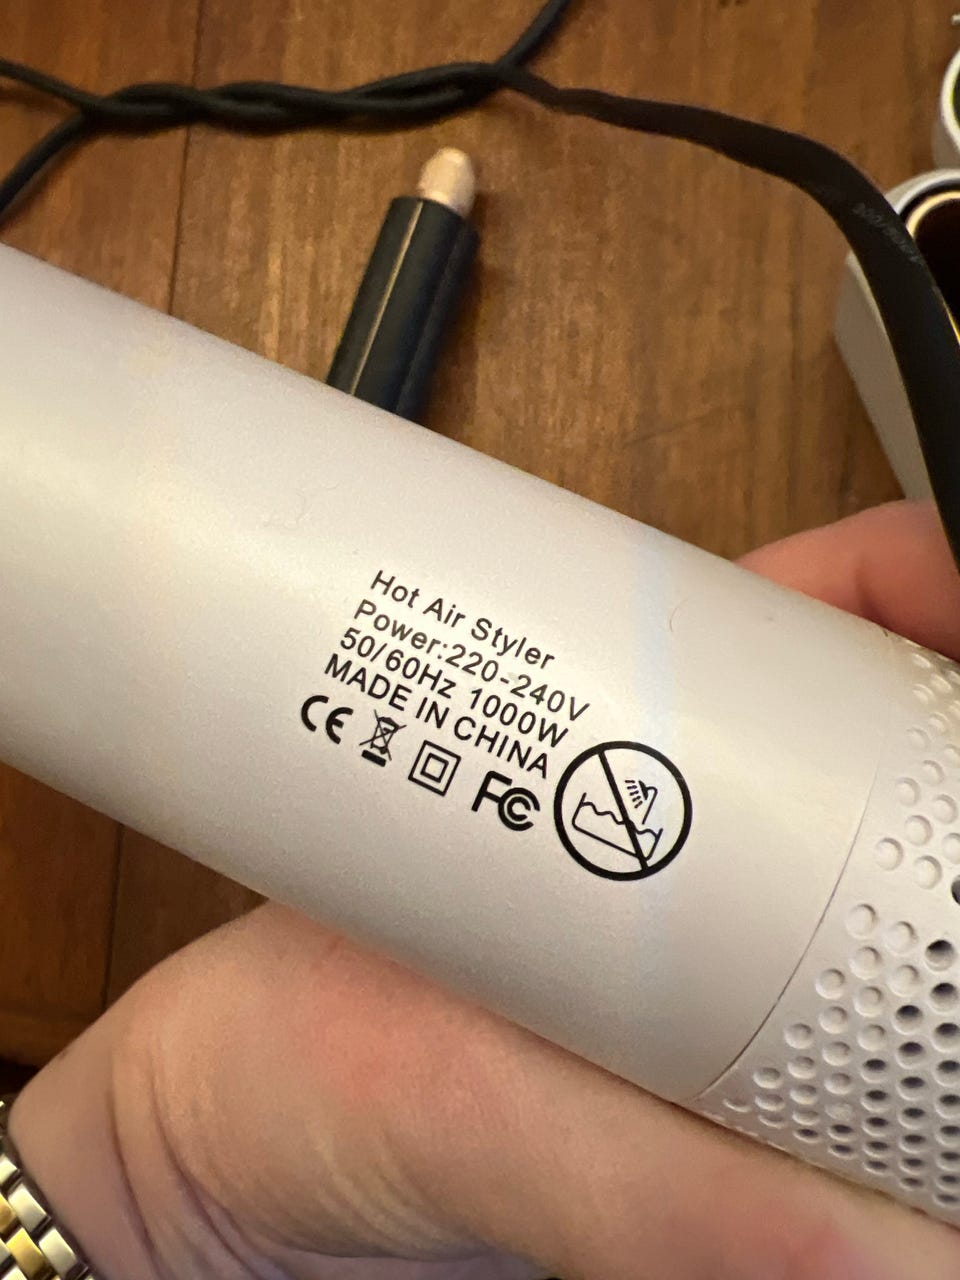 Hot Air Styler
Power:220-240V
50/60Hz 1000W
MADE IN CHINA
CE FC